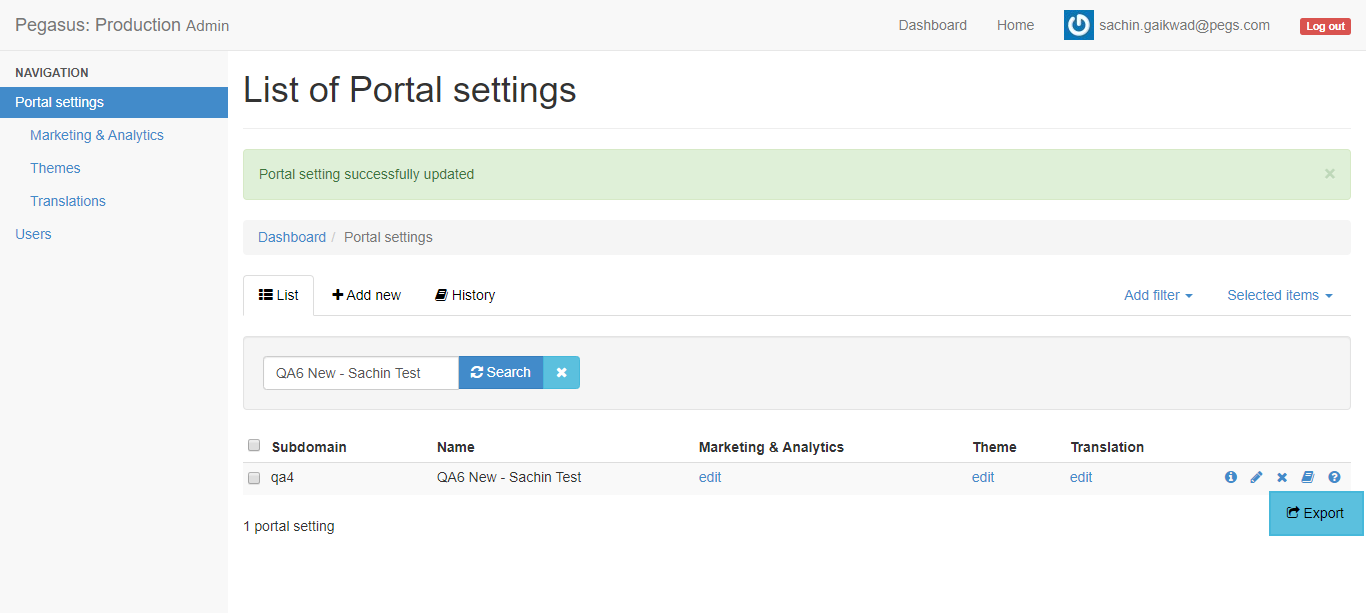 Pegasus: Production Admin
Dashboard Home sachin.gaikwad@pegs.com Log out
NAVIGATION
Portal settings
Marketing & Analytics
Themes
Translations
Users
List of Portal settings
Portal setting successfully updated ×
Dashboard / Portal settings
List Add new History Add filter Selected items
QA6 New - Sachin Test Search
Subdomain Name Marketing & Analytics Theme Translation
qa4 QA6 New - Sachin Test edit edit edit
Export
1 portal setting